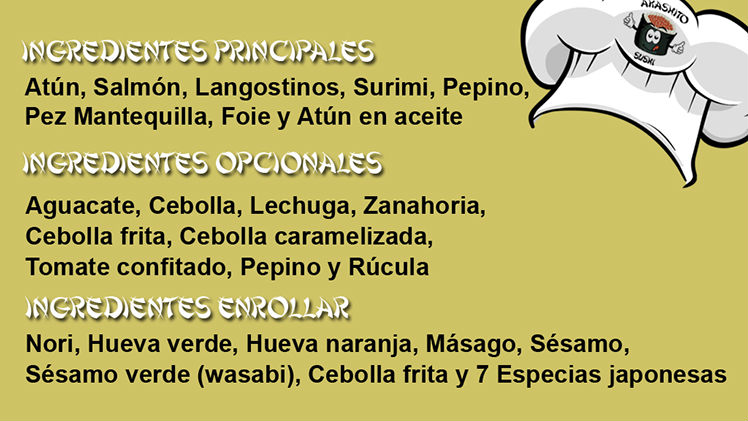 AKASHITO
SUSHI
INGREDIENTES PRINCIPALES
Atún, Salmón, Langostinos, Surimi, Pepino,
Pez Mantequilla, Foie y Atún en aceite
INGREDIENTES OPCIONALES
Aguacate, Cebolla, Lechuga, Zanahoria,
Cebolla frita, Cebolla caramelizada,
Tomate confitado, Pepino y Rúcula
INGREDIENTES ENROLLAR
Nori, Hueva verde, Hueva naranja, Másago, Sésamo,
Sésamo verde (wasabi), Cebolla frita y 7 Especias japonesas